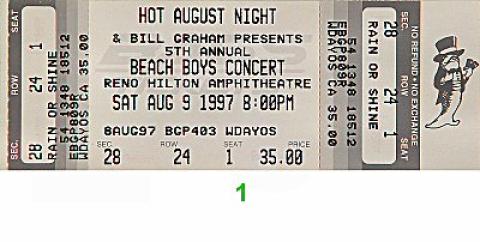 SEC. 28 ROW 24 SEAT 1
RAIN OR SHINE
54 1348 18512
EBGCP809R
WDAYOS CA 35.00
HOT AUGUST NIGHT
& BILL GRAHAM PRESENTS
5TH ANNUAL
BEACH BOYS CONCERT
RENO HILTON AMPHITHEATRE
SAT AUG 9 1997 8:00PM
8AUG97 BGP403 WDAYOS
SEC ROW SEAT PRICE
28 24 1 35.00
WDAYOS CA 35.00
54 1348 18512
RAIN OR SHINE
SEC. 28 ROW 24 SEAT 1
NO REFUND • NO EXCHANGE
1